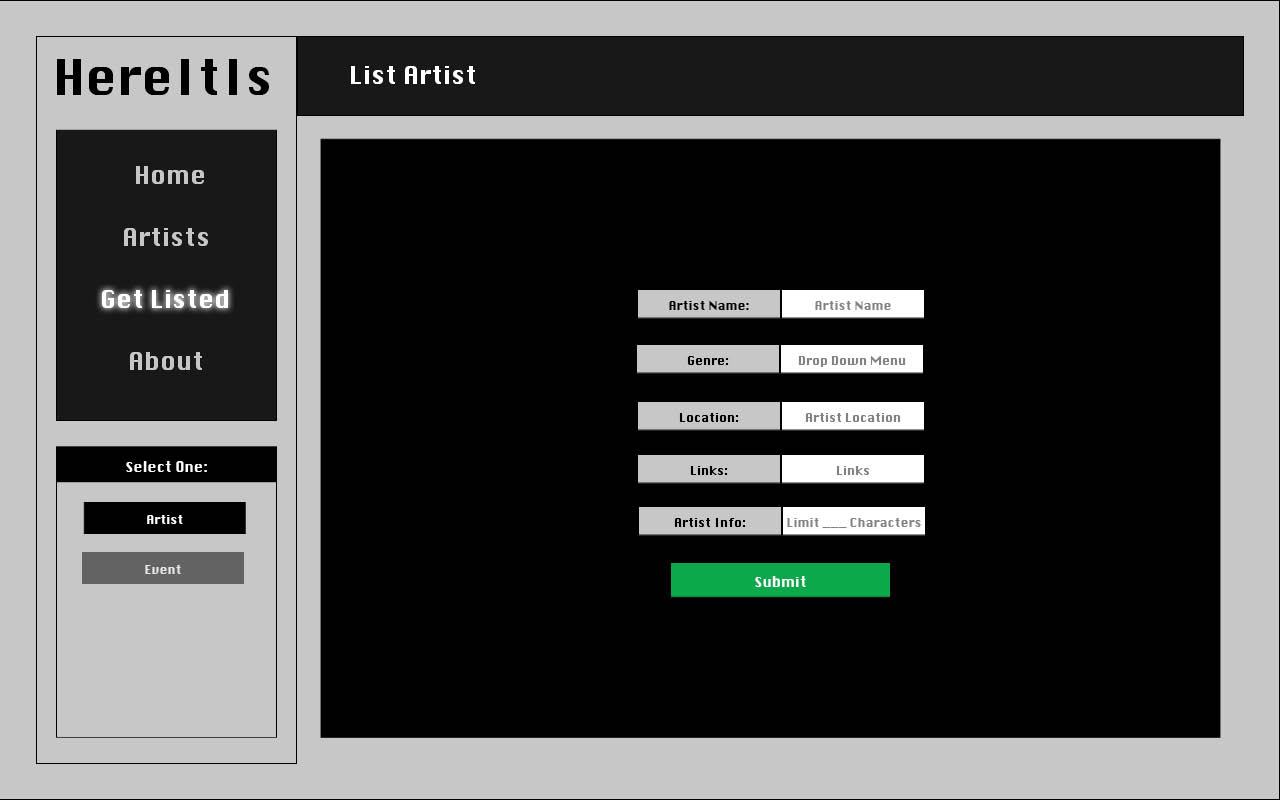 HereItIs
List Artist
Home
Artists
Get Listed
About
Select One:
Artist
Event
Artist Name: Artist Name
Genre: Drop Down Menu
Location: Artist Location
Links: Links
Artist Info: Limit ___ Characters
Submit